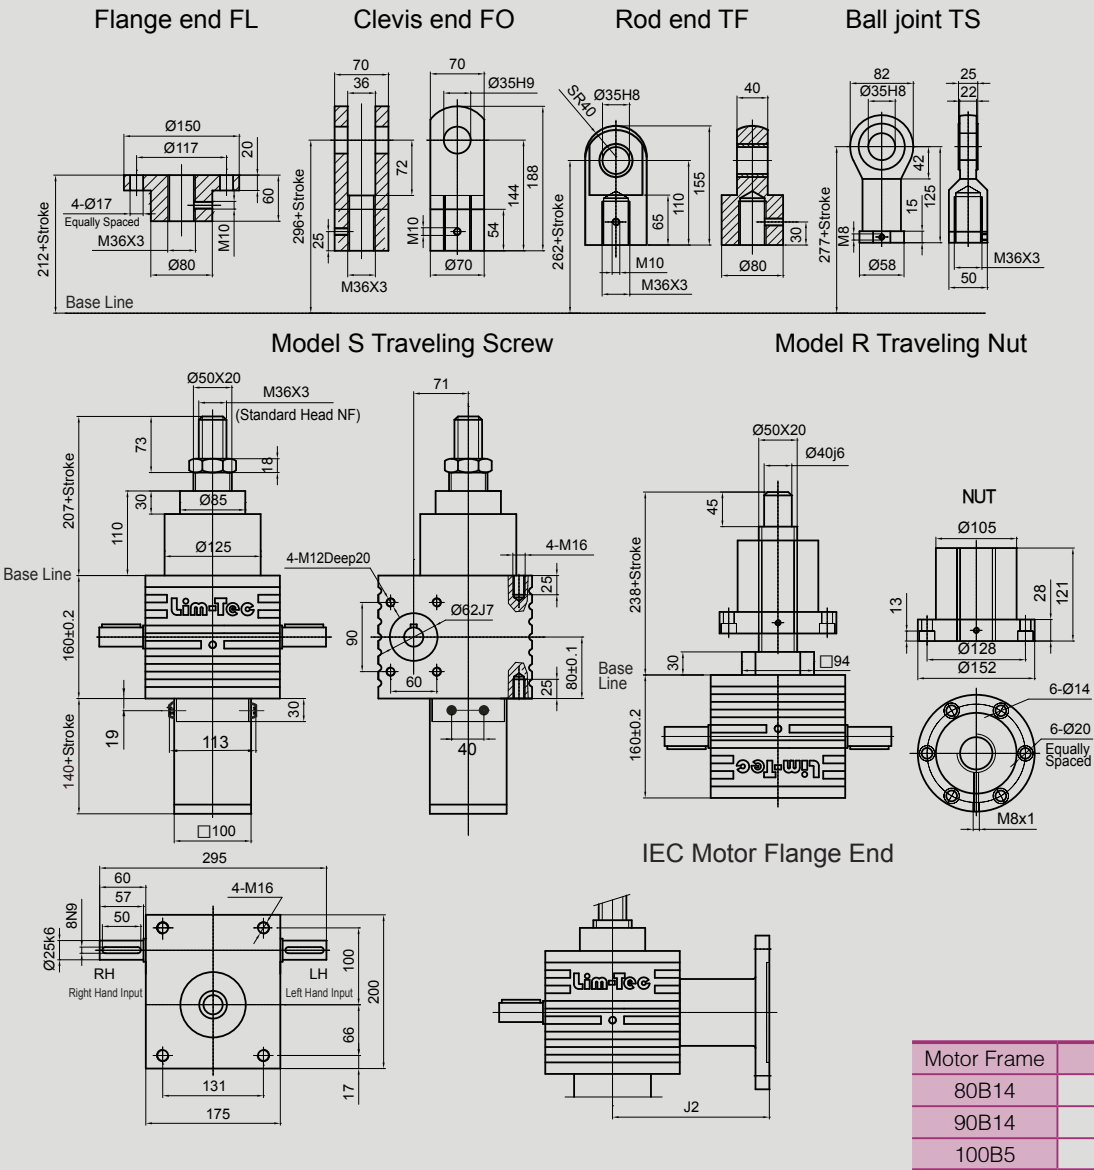 Flange end FL
Clevis end FO
Rod end TF
Ball joint TS
Ø150
Ø117
20
60
4-Ø17
Equally Spaced
M10
M36X3
Ø80
212+Stroke
Base Line
70
36
70
Ø35H9
72
188
144
54
296+Stroke
25
M10
M36X3
Ø70
SR40
Ø35H8
40
155
110
65
262+Stroke
30
M10
M36X3
Ø80
82
Ø35H8
25
22
42
125
15
277+Stroke
M8
Ø58
M36X3
50
Model S Traveling Screw
Model R Traveling Nut
Ø50X20
M36X3
(Standard Head NF)
73
18
207+Stroke
30
110
Ø85
Ø125
Base Line
Lim-Tec
160±0.2
140+Stroke
19
30
113
□100
71
4-M12Deep20
4-M16
25
Ø62J7
90
60
80±0.1
25
40
Ø50X20
Ø40j6
45
238+Stroke
30
□94
Base
Line
160±0.2
Lim-Tec
NUT
Ø105
13
28
121
Ø128
Ø152
6-Ø14
6-Ø20
Equally
Spaced
M8x1
295
60
57
50
4-M16
8N9
Ø25k6
RH
Right Hand Input
LH
Left Hand Input
100
200
66
17
131
175
IEC Motor Flange End
Lim-Tec
J2
Motor Frame
80B14
90B14
100B5